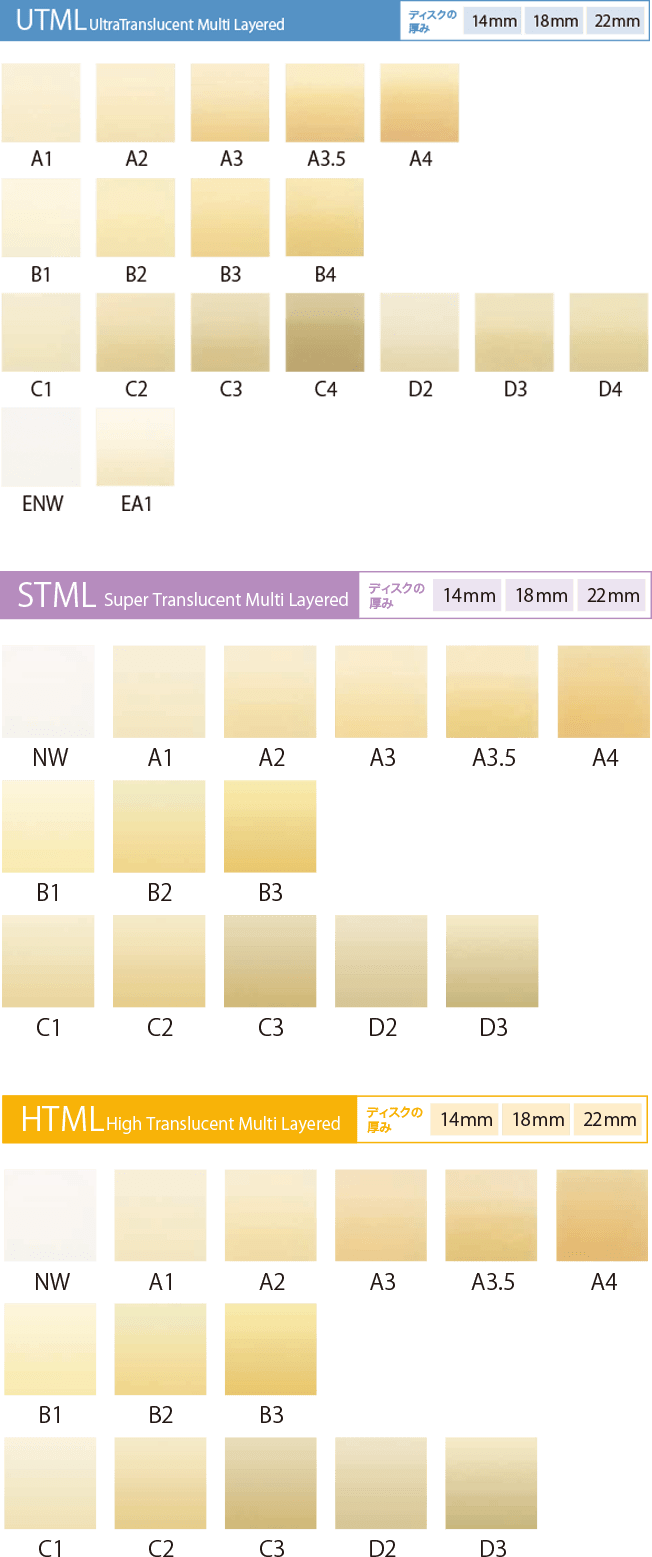 UTML UltraTranslucent Multi Layered ディスクの厚み 14mm 18mm 22mm
A1 A2 A3 A3.5 A4
B1 B2 B3 B4
C1 C2 C3 C4 D2 D3 D4
ENW EA1
STML Super Translucent Multi Layered ディスクの厚み 14mm 18mm 22mm
NW A1 A2 A3 A3.5 A4
B1 B2 B3
C1 C2 C3 D2 D3
HTML High Translucent Multi Layered ディスクの厚み 14mm 18mm 22mm
NW A1 A2 A3 A3.5 A4
B1 B2 B3
C1 C2 C3 D2 D3